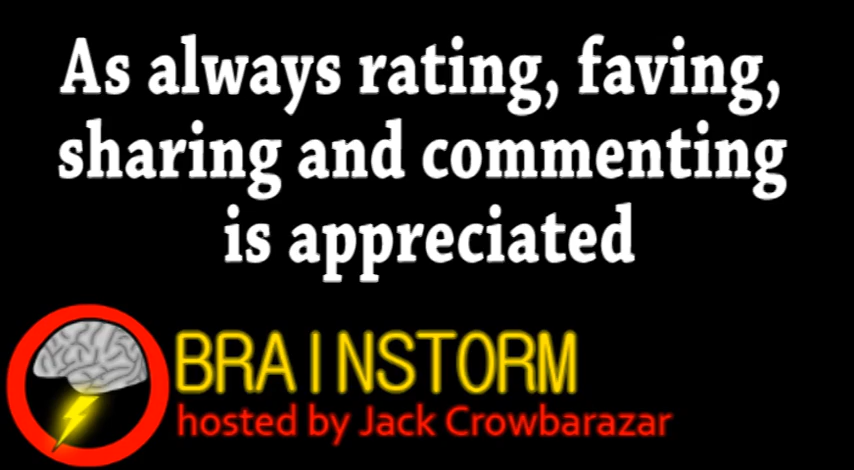 As always rating, faving,
sharing and commenting
is appreciated
BRAINSTORM
hosted by Jack Crowbarazar